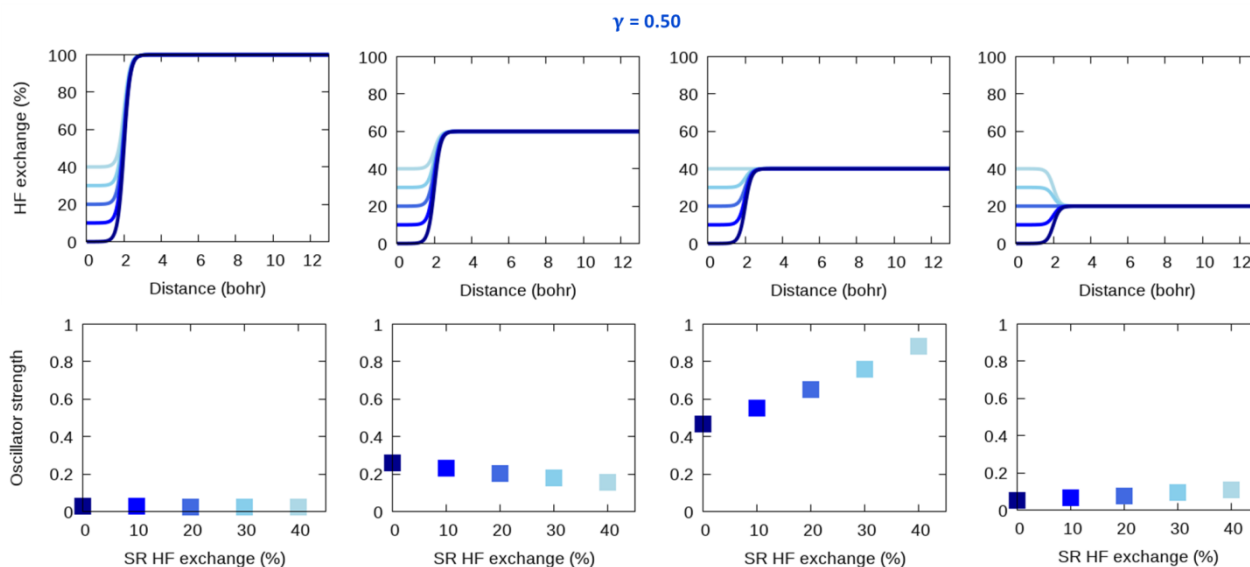 γ = 0.50
HF exchange (%)
100
80
60
40
20
0
0 2 4 6 8 10 12
Distance (bohr)
100
80
60
40
20
0
0 2 4 6 8 10 12
Distance (bohr)
100
80
60
40
20
0
0 2 4 6 8 10 12
Distance (bohr)
100
80
60
40
20
0
0 2 4 6 8 10 12
Distance (bohr)
Oscillator strength
1
0.8
0.6
0.4
0.2
0
0 10 20 30 40
SR HF exchange (%)
1
0.8
0.6
0.4
0.2
0
0 10 20 30 40
SR HF exchange (%)
1
0.8
0.6
0.4
0.2
0
0 10 20 30 40
SR HF exchange (%)
1
0.8
0.6
0.4
0.2
0
0 10 20 30 40
SR HF exchange (%)